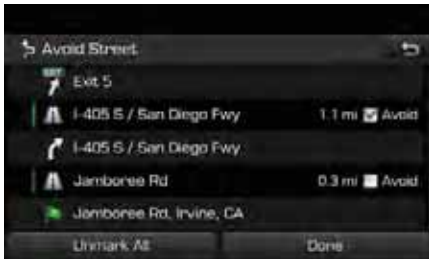 Avoid Street
EXIT
Exit 5
I-405 S / San Diego Fwy 1.1 mi Avoid
I-405 S / San Diego Fwy
Jamboree Rd 0.3 mi Avoid
Jamboree Rd, Irvine, CA
Unmark All Done